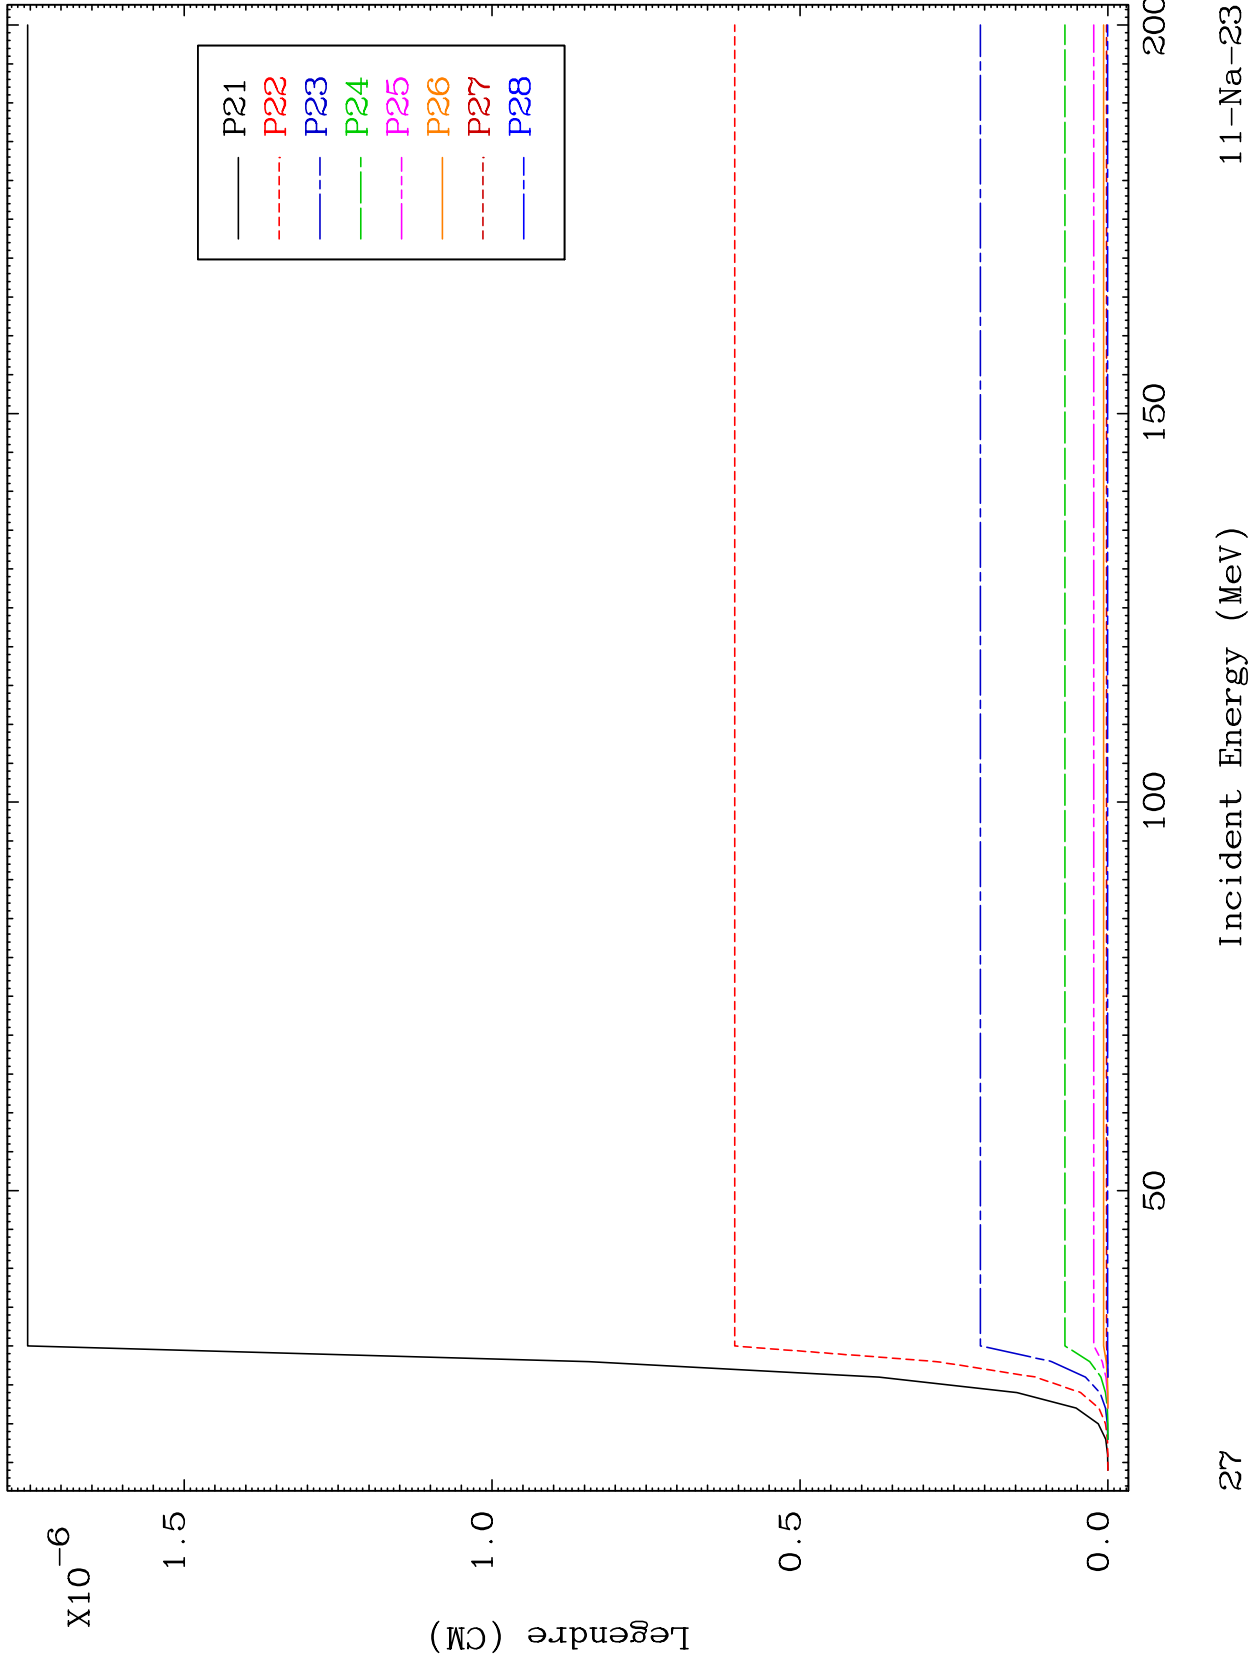 X10-6
1.5
1.0
0.5
0.0
Legendre (CM)
P21
P22
P23
P24
P25
P26
P27
P28
50
100
150
200
27
Incident Energy (MeV)
11-Na-23